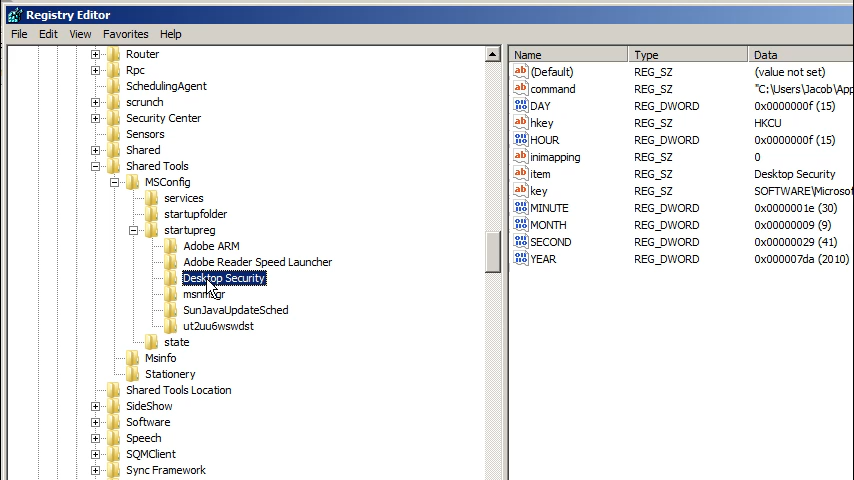 Registry Editor
File Edit View Favorites Help
Router
Rpc
SchedulingAgent
scrunch
Security Center
Sensors
Shared
Shared Tools
MSConfig
services
startupfolder
startupreg
Adobe ARM
Adobe Reader Speed Launcher
Desktop Security
msnmsgr
SunJavaUpdateSched
ut2uu6wswdst
state
Msinfo
Stationery
Shared Tools Location
SideShow
Software
Speech
SQMClient
Sync Framework
Name Type Data
(Default) REG_SZ (value not set)
command REG_SZ "C:\Users\Jacob\App
DAY REG_DWORD 0x0000000f (15)
hkey REG_SZ HKCU
HOUR REG_DWORD 0x0000000f (15)
inimapping REG_SZ 0
item REG_SZ Desktop Security
key REG_SZ SOFTWARE\Microsof
MINUTE REG_DWORD 0x0000001e (30)
MONTH REG_DWORD 0x00000009 (9)
SECOND REG_DWORD 0x00000029 (41)
YEAR REG_DWORD 0x000007da (2010)